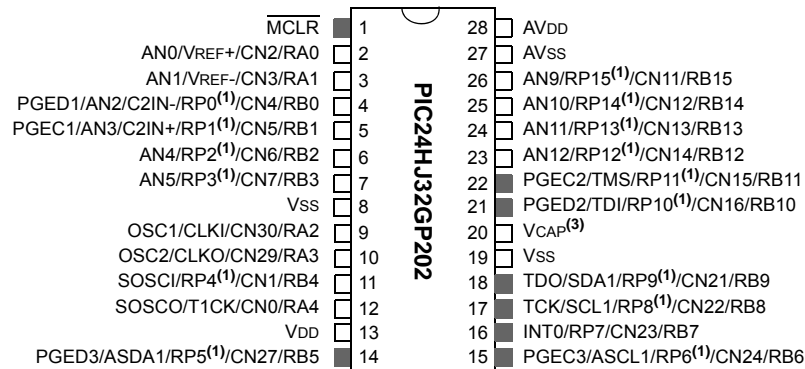 MCLR 1 28 AVDD
AN0/VREF+/CN2/RA0 2 27 AVSS
AN1/VREF-/CN3/RA1 3 26 AN9/RP15(1)/CN11/RB15
PGED1/AN2/C2IN-/RP0(1)/CN4/RB0 4 25 AN10/RP14(1)/CN12/RB14
PGEC1/AN3/C2IN+/RP1(1)/CN5/RB1 5 24 AN11/RP13(1)/CN13/RB13
AN4/RP2(1)/CN6/RB2 6 23 AN12/RP12(1)/CN14/RB12
AN5/RP3(1)/CN7/RB3 7 22 PGEC2/TMS/RP11(1)/CN15/RB11
VSS 8 21 PGED2/TDI/RP10(1)/CN16/RB10
OSC1/CLKI/CN30/RA2 9 20 VCAP(3)
OSC2/CLKO/CN29/RA3 10 19 VSS
SOSCI/RP4(1)/CN1/RB4 11 18 TDO/SDA1/RP9(1)/CN21/RB9
SOSCO/T1CK/CN0/RA4 12 17 TCK/SCL1/RP8(1)/CN22/RB8
VDD 13 16 INT0/RP7/CN23/RB7
PGED3/ASDA1/RP5(1)/CN27/RB5 14 15 PGEC3/ASCL1/RP6(1)/CN24/RB6
PIC24HJ32GP202